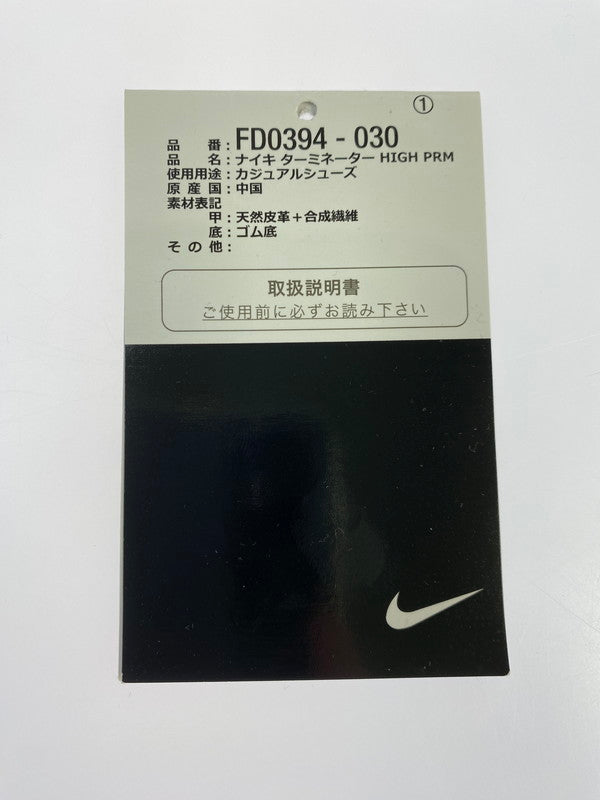 ①
品番：FD0394 - 030
品名：ナイキ ターミネーター HIGH PRM
使用用途：カジュアルシューズ
原産国：中国
素材表記
甲：天然皮革＋合成繊維
底：ゴム底
その他：
取扱説明書
ご使用前に必ずお読み下さい